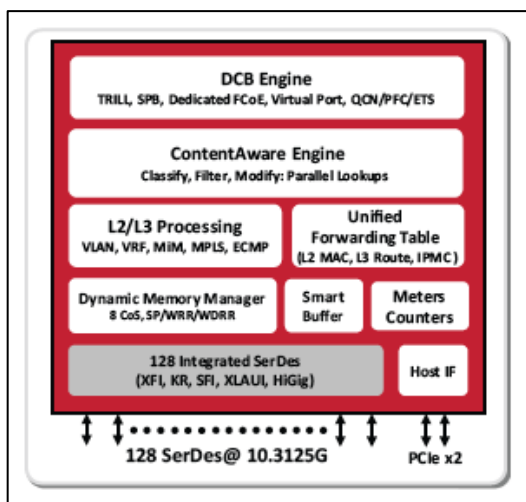 DCB Engine
TRILL, SPB, Dedicated FCoE, Virtual Port, QCN/PFC/ETS
ContentAware Engine
Classify, Filter, Modify: Parallel Lookups
L2/L3 Processing
VLAN, VRF, MiM, MPLS, ECMP
Unified
Forwarding Table
(L2 MAC, L3 Route, IPMC)
Dynamic Memory Manager
8 CoS, SP/WRR/WDRR
Smart
Buffer
Meters
Counters
128 Integrated SerDes
(XFI, KR, SFI, XLAUI, HiGig)
Host IF
128 SerDes@ 10.3125G
PCIe x2